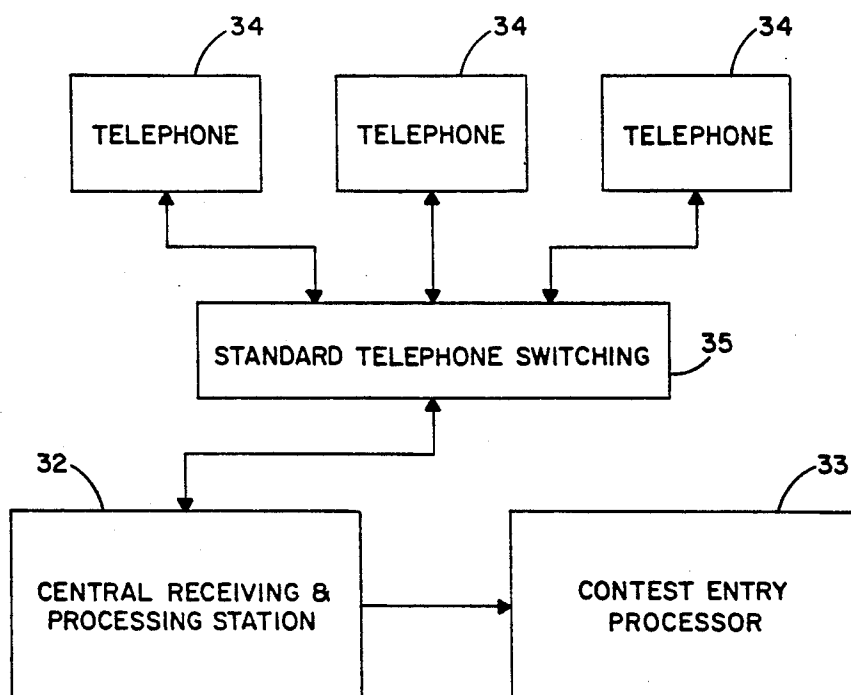 34 34 34
TELEPHONE TELEPHONE TELEPHONE
STANDARD TELEPHONE SWITCHING
35
32
33
CENTRAL RECEIVING &
PROCESSING STATION
CONTEST ENTRY
PROCESSOR